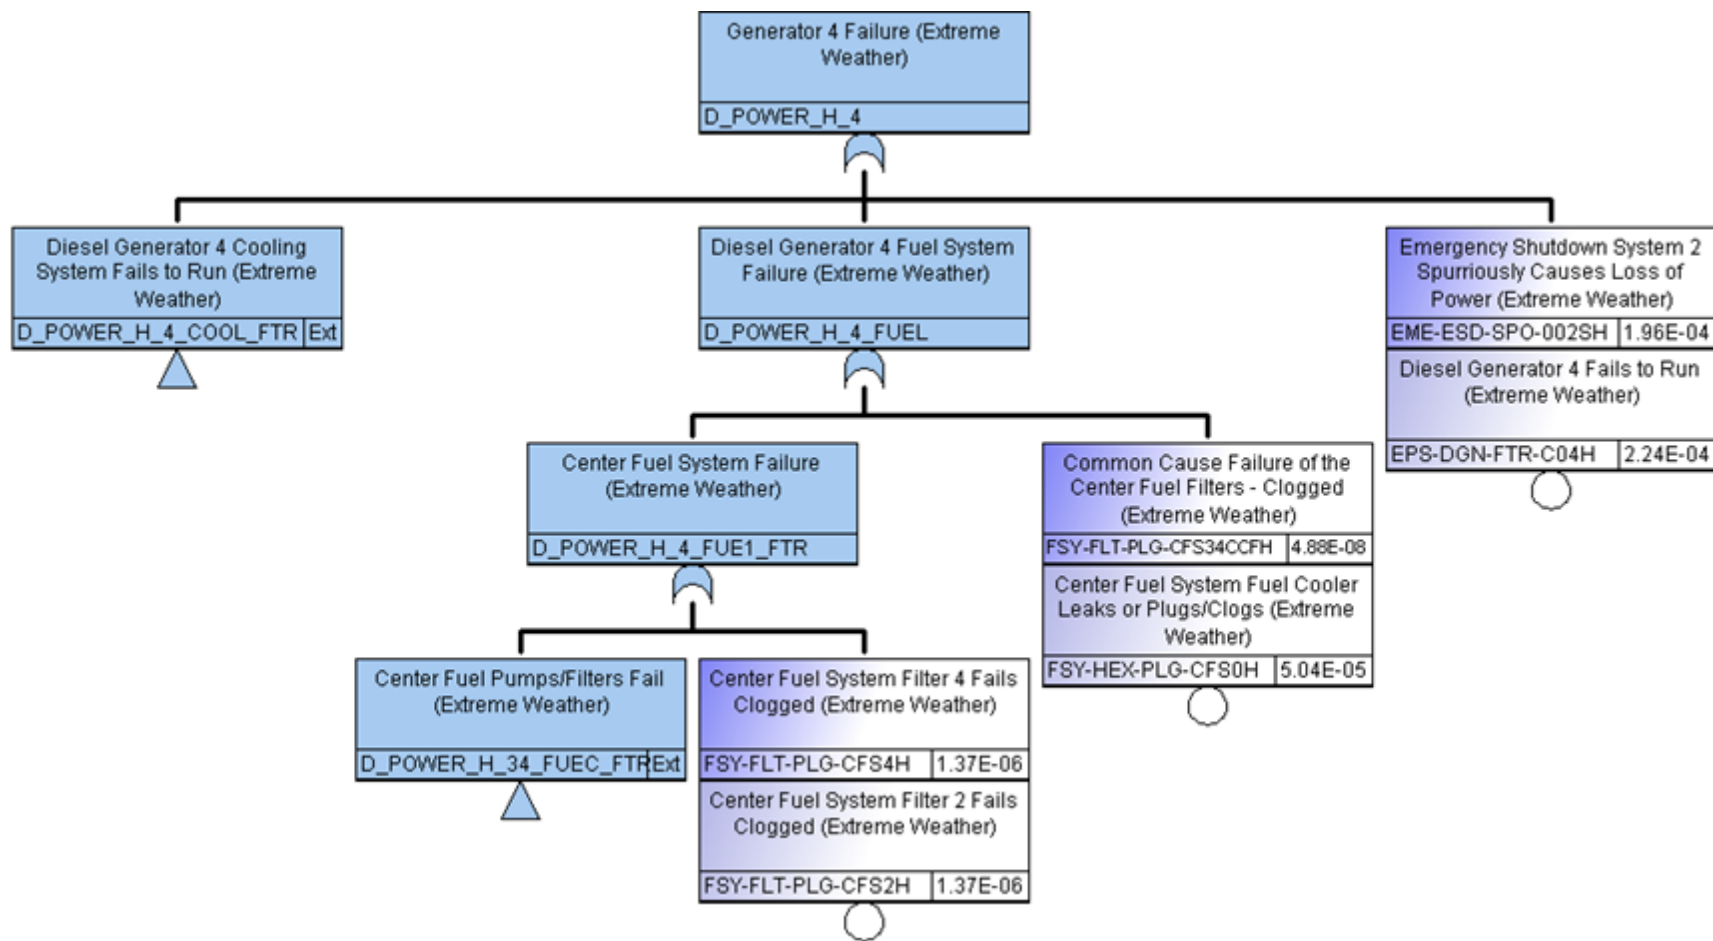 Generator 4 Failure (Extreme
Weather)
D_POWER_H_4
Diesel Generator 4 Cooling
System Fails to Run (Extreme
Weather)
D_POWER_H_4_COOL_FTR Ext
Diesel Generator 4 Fuel System
Failure (Extreme Weather)
D_POWER_H_4_FUEL
Emergency Shutdown System 2
Spurriously Causes Loss of
Power (Extreme Weather)
EME-ESD-SPO-002SH 1.96E-04
Diesel Generator 4 Fails to Run
(Extreme Weather)
EPS-DGN-FTR-C04H 2.24E-04
Center Fuel System Failure
(Extreme Weather)
D_POWER_H_4_FUE1_FTR
Common Cause Failure of the
Center Fuel Filters - Clogged
(Extreme Weather)
FSY-FLT-PLG-CFS34CCFH 4.88E-08
Center Fuel System Fuel Cooler
Leaks or Plugs/Clogs (Extreme
Weather)
FSY-HEX-PLG-CFS0H 5.04E-05
Center Fuel Pumps/Filters Fail
(Extreme Weather)
D_POWER_H_34_FUEC_FTR Ext
Center Fuel System Filter 4 Fails
Clogged (Extreme Weather)
FSY-FLT-PLG-CFS4H 1.37E-06
Center Fuel System Filter 2 Fails
Clogged (Extreme Weather)
FSY-FLT-PLG-CFS2H 1.37E-06